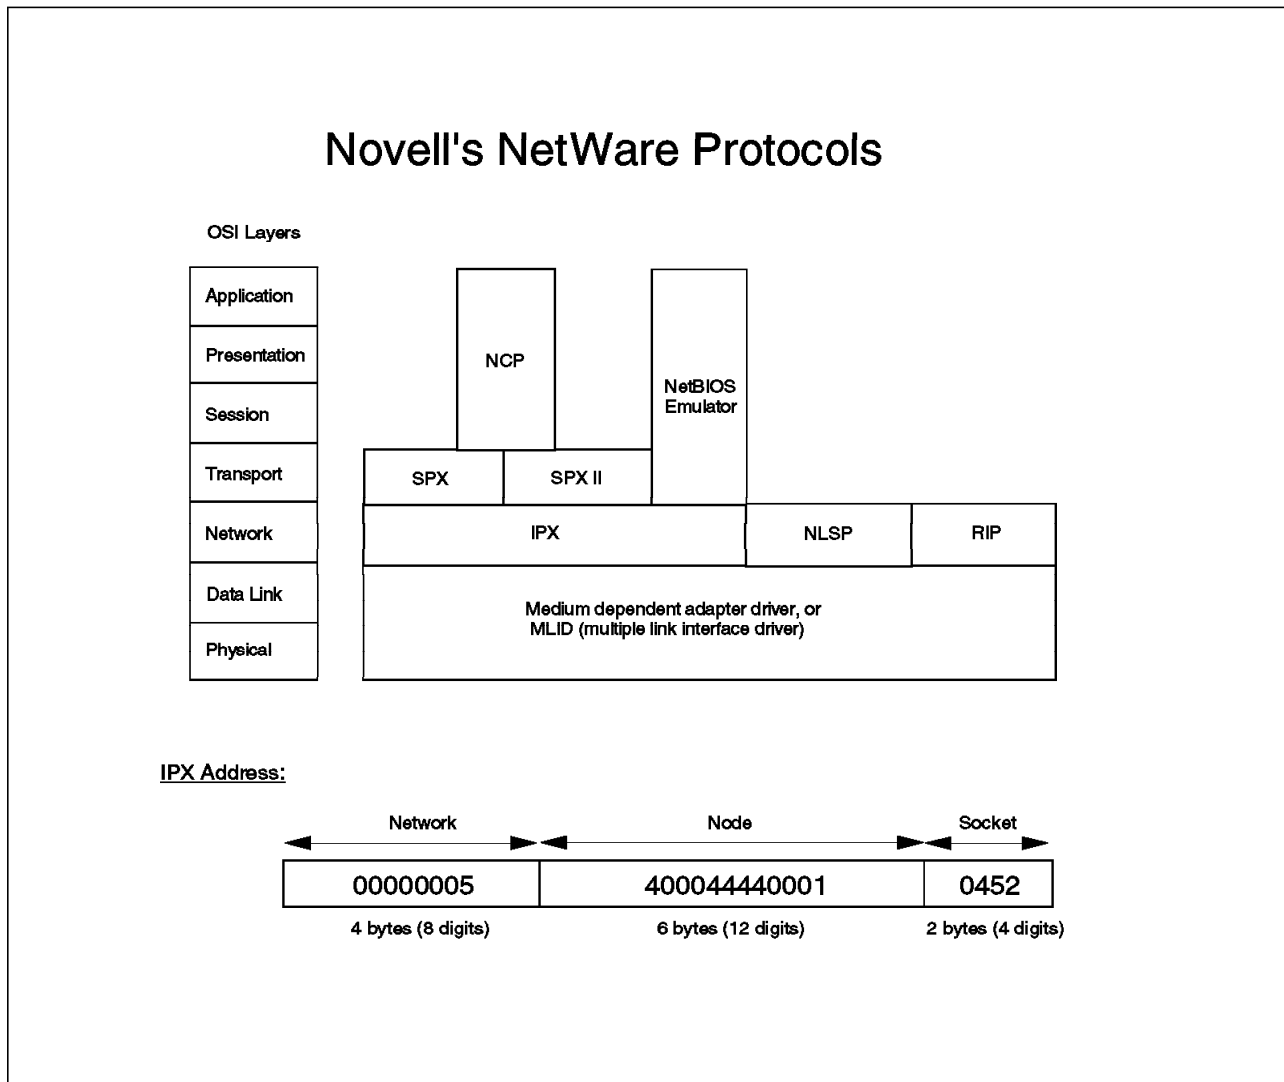 Novell's NetWare Protocols
OSI Layers
Application
Presentation
Session
Transport
Network
Data Link
Physical
NCP
NetBIOS
Emulator
SPX
SPX II
IPX
NLSP
RIP
Medium dependent adapter driver, or
MLID (multiple link interface driver)
IPX Address:
Network
Node
Socket
00000005
400044440001
0452
4 bytes (8 digits)
6 bytes (12 digits)
2 bytes (4 digits)